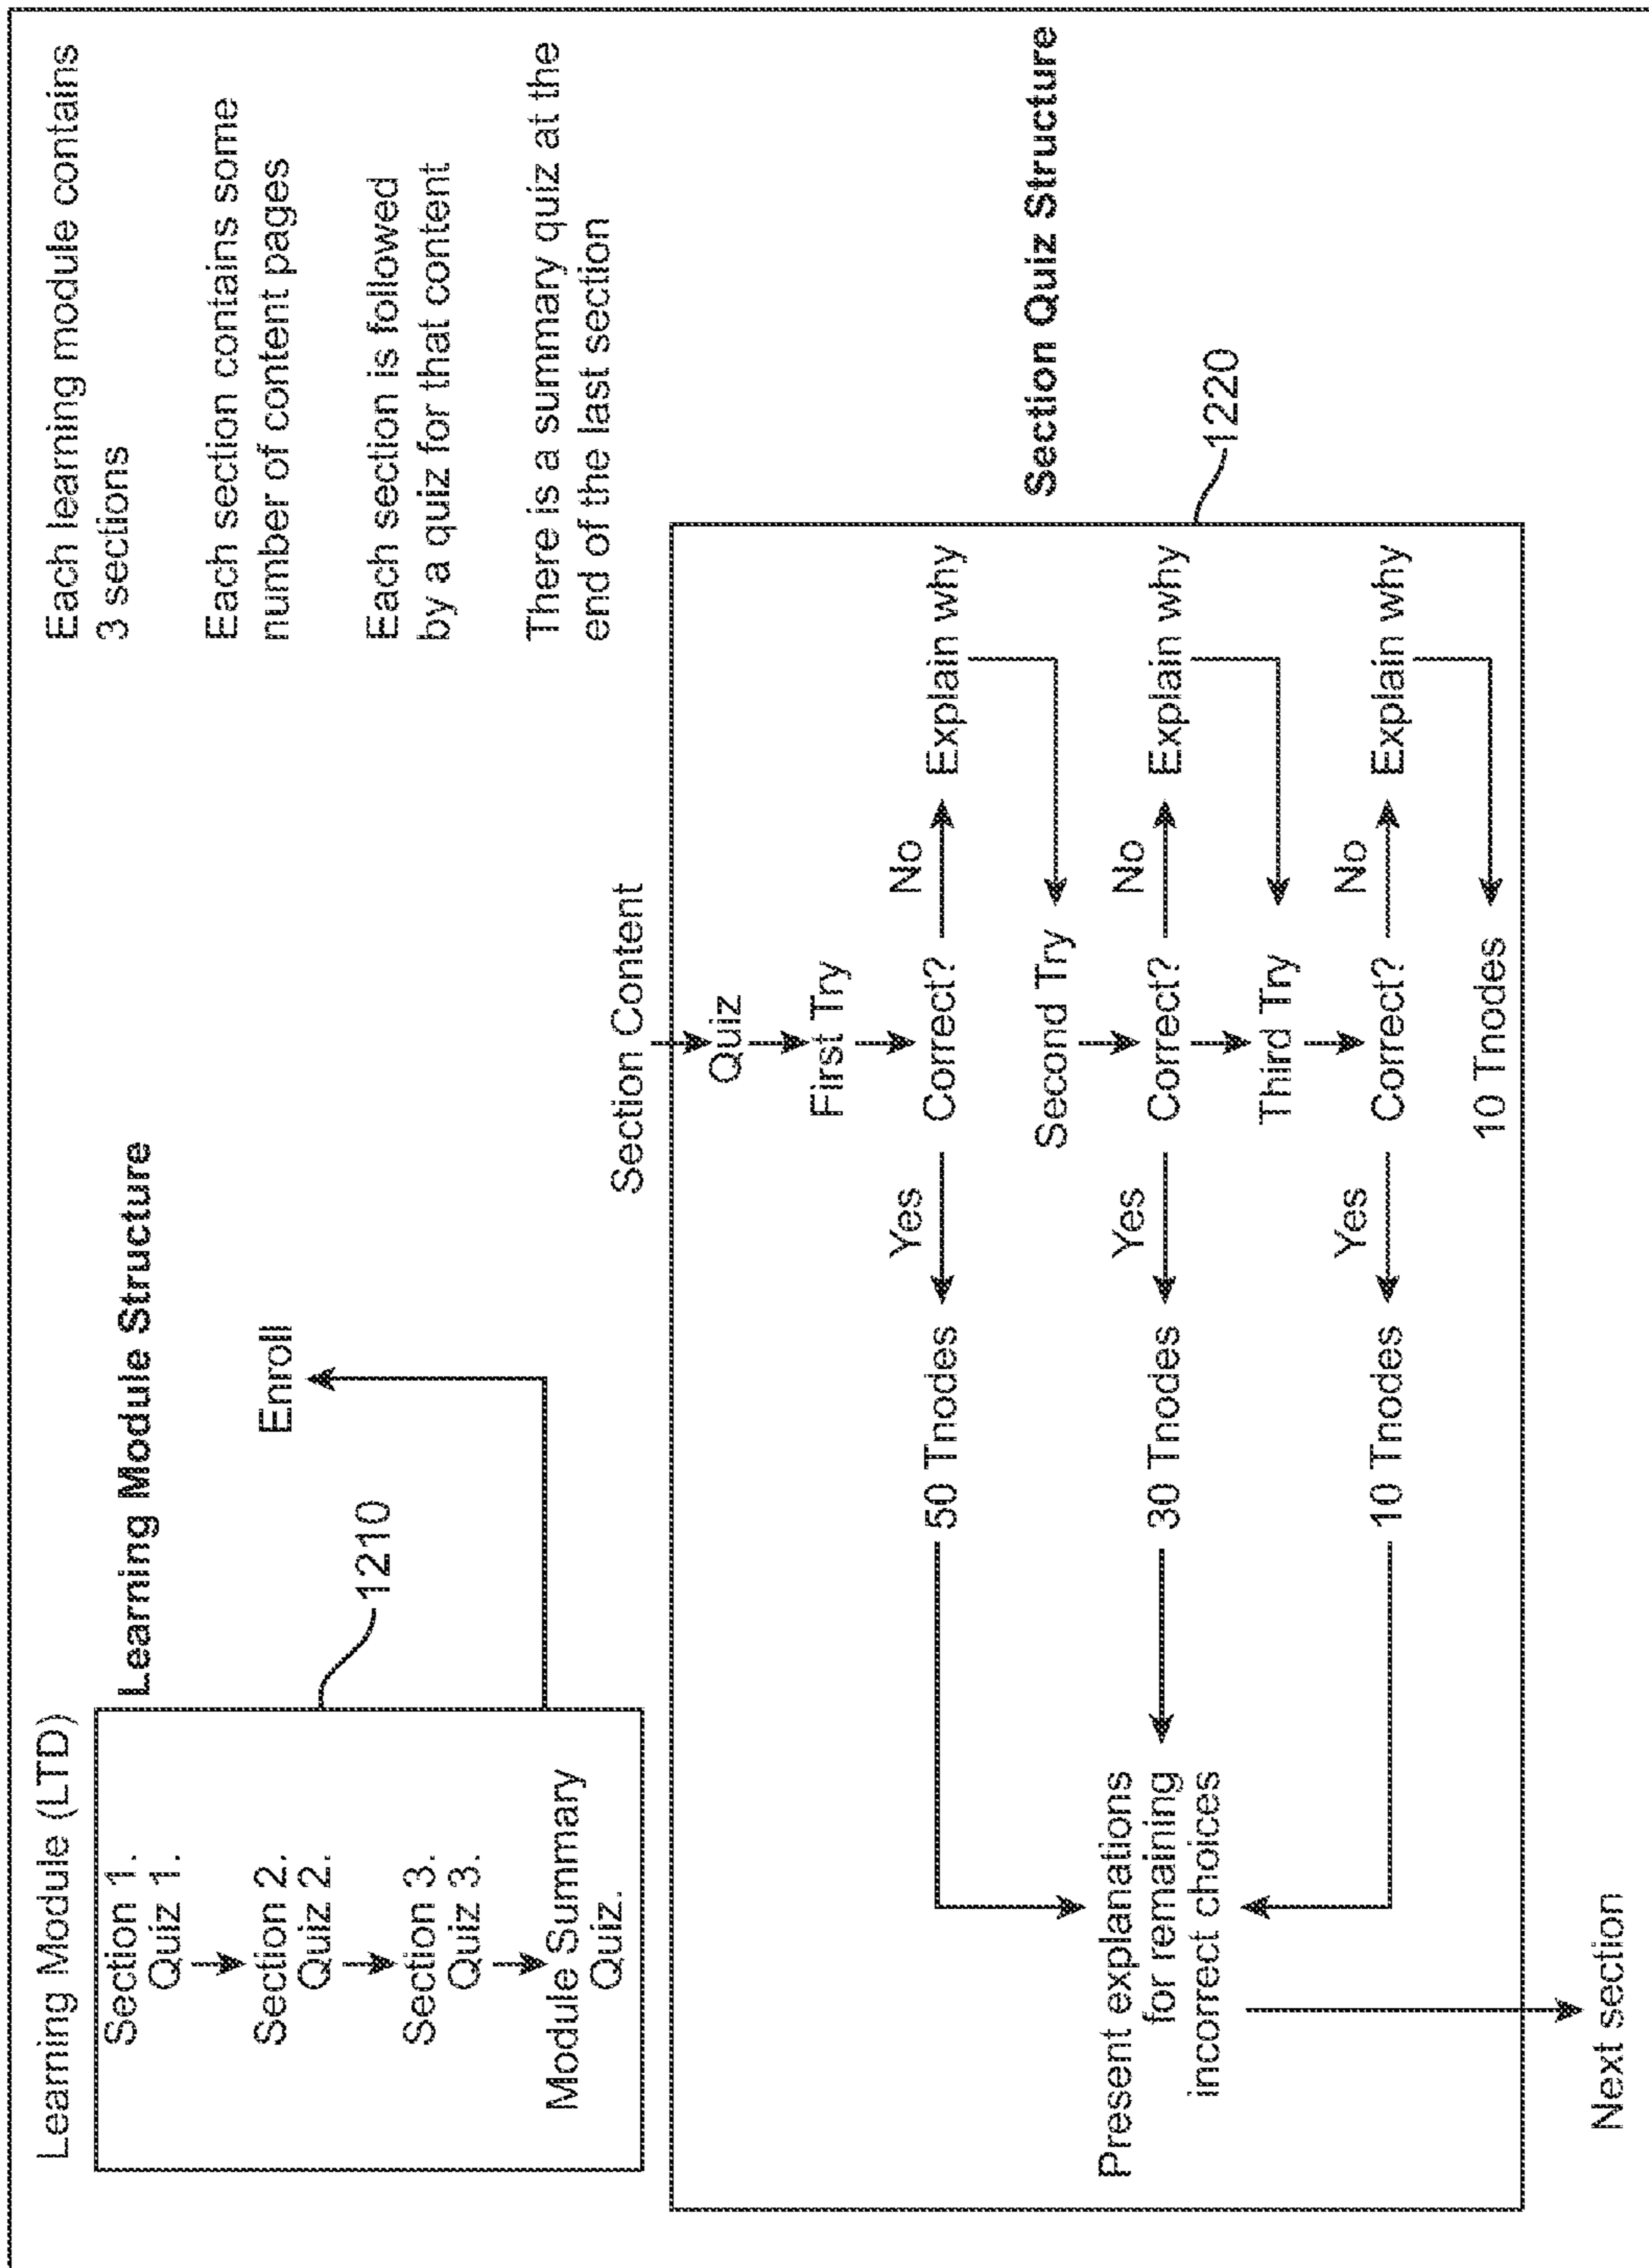 Learning Module (LTD)
Learning Module Structure
Section 1.
Quiz 1.
Section 2.
Quiz 2.
Section 3.
Quiz 3.
Module Summary
Quiz.
1210
Enroll
Each learning module contains
3 sections
Each section contains some
number of content pages
Each section is followed
by a quiz for that content
There is a summary quiz at the
end of the last section
Section Content
Section Quiz Structure
1220
Quiz
First Try
Yes
No
50 Tnodes
Correct?
Explain why
Second Try
Yes
No
30 Tnodes
Correct?
Explain why
Third Try
Yes
No
10 Tnodes
Correct?
Explain why
10 Tnodes
Present explanations
for remaining
incorrect choices
Next section